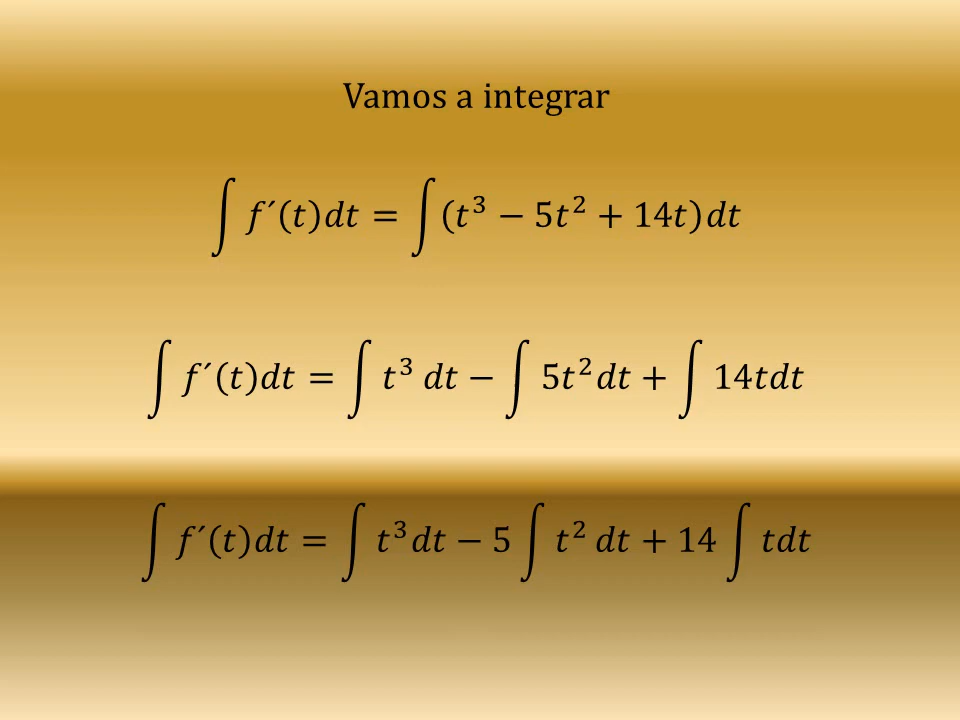 Vamos a integrar
∫ f´(t)dt = ∫(t³ − 5t² + 14t)dt
∫ f´(t)dt = ∫ t³ dt − ∫ 5t²dt + ∫ 14tdt
∫ f´(t)dt = ∫ t³dt − 5 ∫ t² dt + 14 ∫ tdt